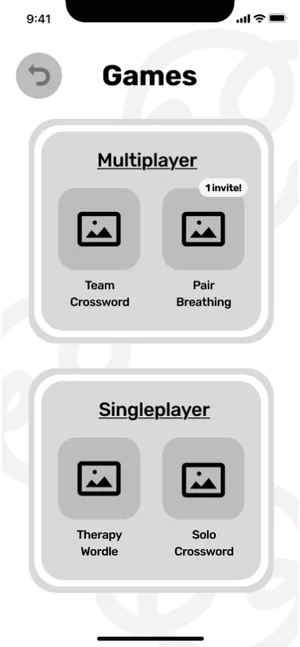 9:41
Games
Multiplayer
1 invite!
Team
Crossword
Pair
Breathing
Singleplayer
Therapy
Wordle
Solo
Crossword